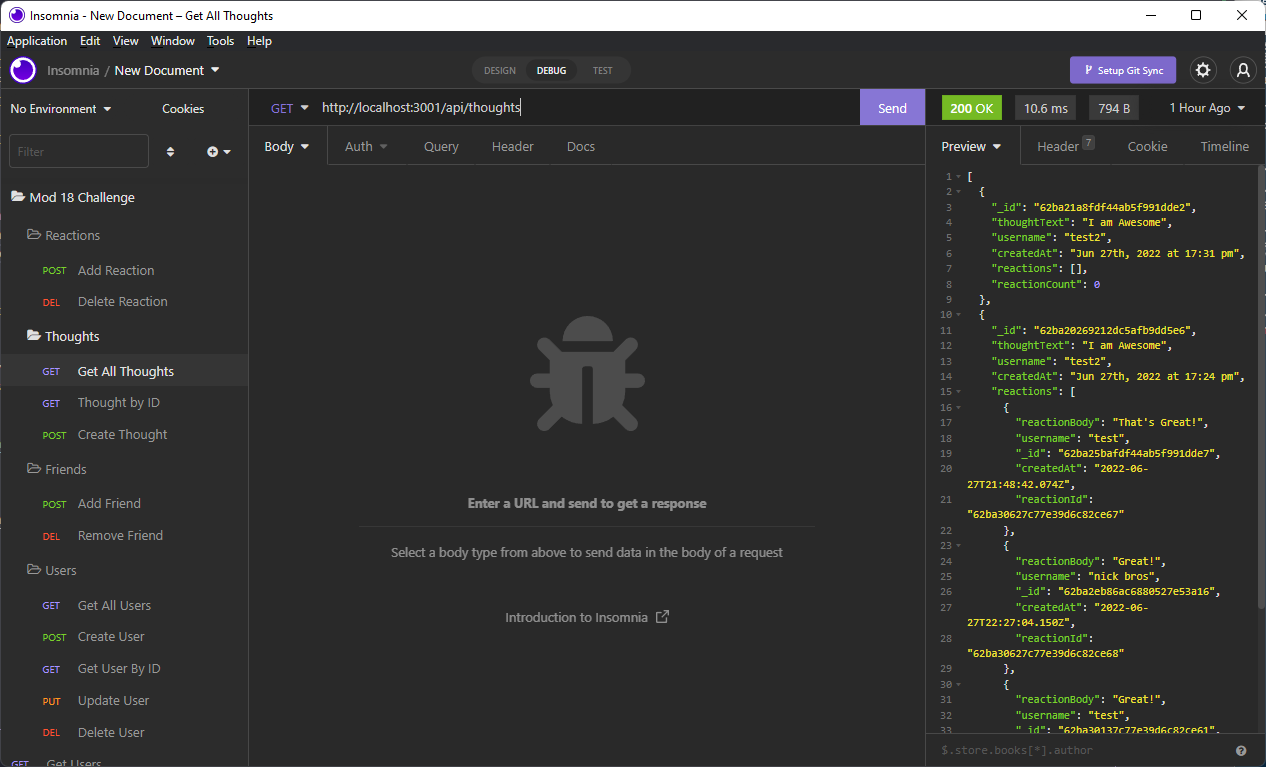 Insomnia - New Document – Get All Thoughts
Application Edit View Window Tools Help
Insomnia / New Document
DESIGN DEBUG TEST
Setup Git Sync
No Environment Cookies
GET http://localhost:3001/api/thoughts Send
200 OK 10.6 ms 794 B 1 Hour Ago
Filter
Body Auth Query Header Docs
Preview Header 7 Cookie Timeline
Mod 18 Challenge
Reactions
POST Add Reaction
DEL Delete Reaction
Thoughts
GET Get All Thoughts
GET Thought by ID
POST Create Thought
Friends
POST Add Friend
DEL Remove Friend
Users
GET Get All Users
POST Create User
GET Get User By ID
PUT Update User
DEL Delete User
GET Get Users
Enter a URL and send to get a response
Select a body type from above to send data in the body of a request
Introduction to Insomnia
1 [
2 {
3 "_id": "62ba21a8fdf44ab5f991dde2",
4 "thoughtText": "I am Awesome",
5 "username": "test2",
6 "createdAt": "Jun 27th, 2022 at 17:31 pm",
7 "reactions": [],
8 "reactionCount": 0
9 },
10 {
11 "_id": "62ba20269212dc5afb9dd5e6",
12 "thoughtText": "I am Awesome",
13 "username": "test2",
14 "createdAt": "Jun 27th, 2022 at 17:24 pm",
15 "reactions": [
16 {
17 "reactionBody": "That's Great!",
18 "username": "test",
19 "_id": "62ba25bafdf44ab5f991dde7",
20 "createdAt": "2022-06-
27T21:48:42.074Z",
21 "reactionId":
"62ba30627c77e39d6c82ce67"
22 },
23 {
24 "reactionBody": "Great!",
25 "username": "nick bros",
26 "_id": "62ba2eb86ac6880527e53a16",
27 "createdAt": "2022-06-
27T22:27:04.150Z",
28 "reactionId":
"62ba30627c77e39d6c82ce68"
29 },
30 {
31 "reactionBody": "Great!",
32 "username": "test",
33 "_id": "62ba30137c77e39d6c82ce61",
$.store.books[*].author